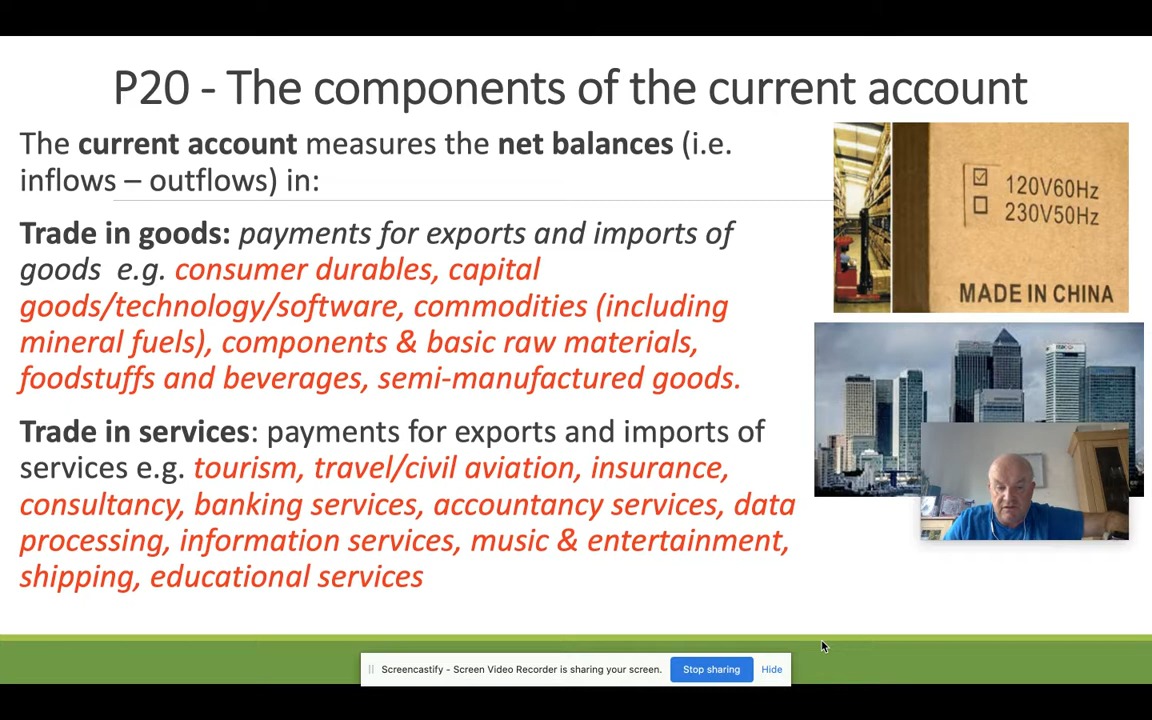 P20 - The components of the current account
The current account measures the net balances (i.e.
inflows – outflows) in:
Trade in goods: payments for exports and imports of
goods e.g. consumer durables, capital
goods/technology/software, commodities (including
mineral fuels), components & basic raw materials,
foodstuffs and beverages, semi-manufactured goods.
Trade in services: payments for exports and imports of
services e.g. tourism, travel/civil aviation, insurance,
consultancy, banking services, accountancy services, data
processing, information services, music & entertainment,
shipping, educational services
120V60Hz
230V50Hz
MADE IN CHINA
Screencastify - Screen Video Recorder is sharing your screen.
Stop sharing
Hide